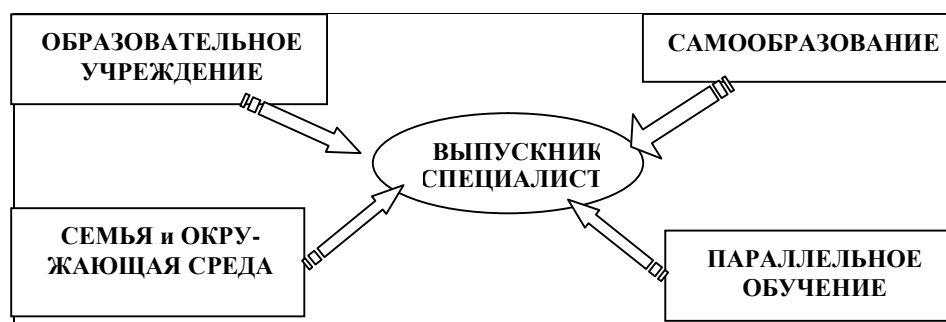 ОБРАЗОВАТЕЛЬНОЕ
УЧРЕЖДЕНИЕ
САМООБРАЗОВАНИЕ
ВЫПУСКНИК
СПЕЦИАЛИСТ
СЕМЬЯ и ОКРУ-
ЖАЮЩАЯ СРЕДА
ПАРАЛЛЕЛЬНОЕ
ОБУЧЕНИЕ